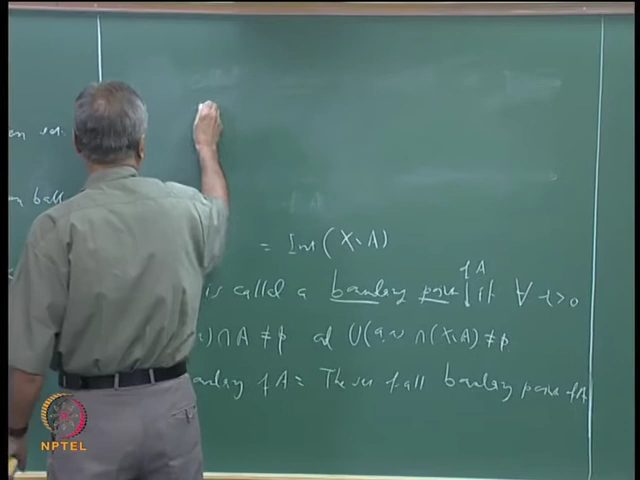 = Int (X \ A)
is called a boundary point of A if ∀ r>0
) ∩ A ≠ φ and U(a, r) ∩ (X \ A) ≠ φ.
boundary of A = The set of all boundary points of A
ball
NPTEL